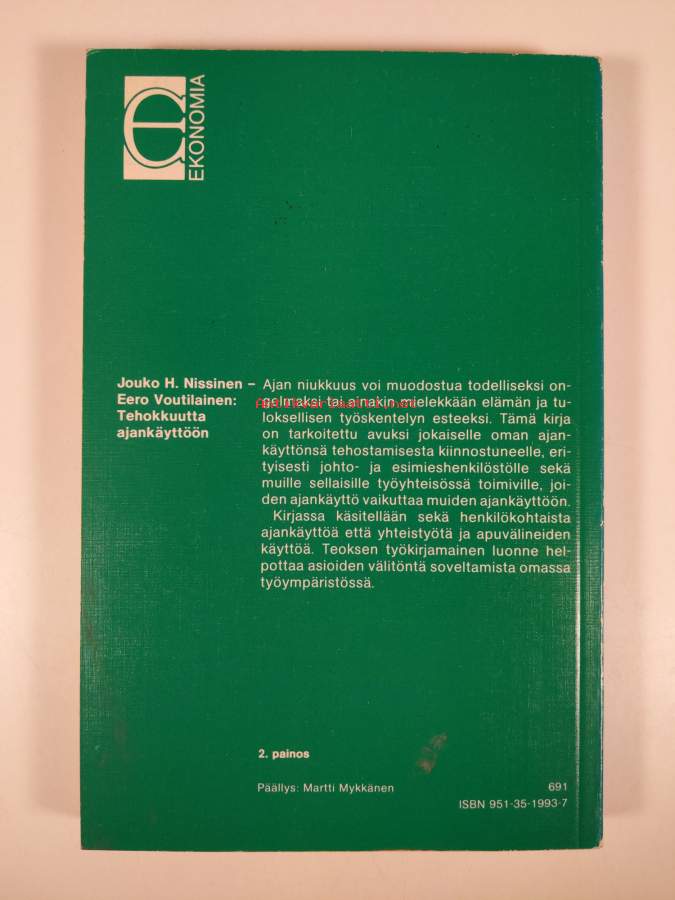 EKONOMIA
Jouko H. Nissinen –
Eero Voutilainen:
Tehokkuutta
ajankäyttöön
Ajan niukkuus voi muodostua todelliseksi on-
gelmaksi tai ainakin mielekkään elämän ja tu-
loksellisen työskentelyn esteeksi. Tämä kirja
on tarkoitettu avuksi jokaiselle oman ajan-
käyttönsä tehostamisesta kiinnostuneelle, eri-
tyisesti johto- ja esimieshenkilöstölle sekä
muille sellaisille työyhteisössä toimiville, joi-
den ajankäyttö vaikuttaa muiden ajankäyttöön.
Kirjassa käsitellään sekä henkilökohtaista
ajankäyttöä että yhteistyötä ja apuvälineiden
käyttöä. Teoksen työkirjamainen luonne hel-
pottaa asioiden välitöntä soveltamista omassa
työympäristössä.
2. painos
Päällys: Martti Mykkänen
691
ISBN 951-35-1993-7